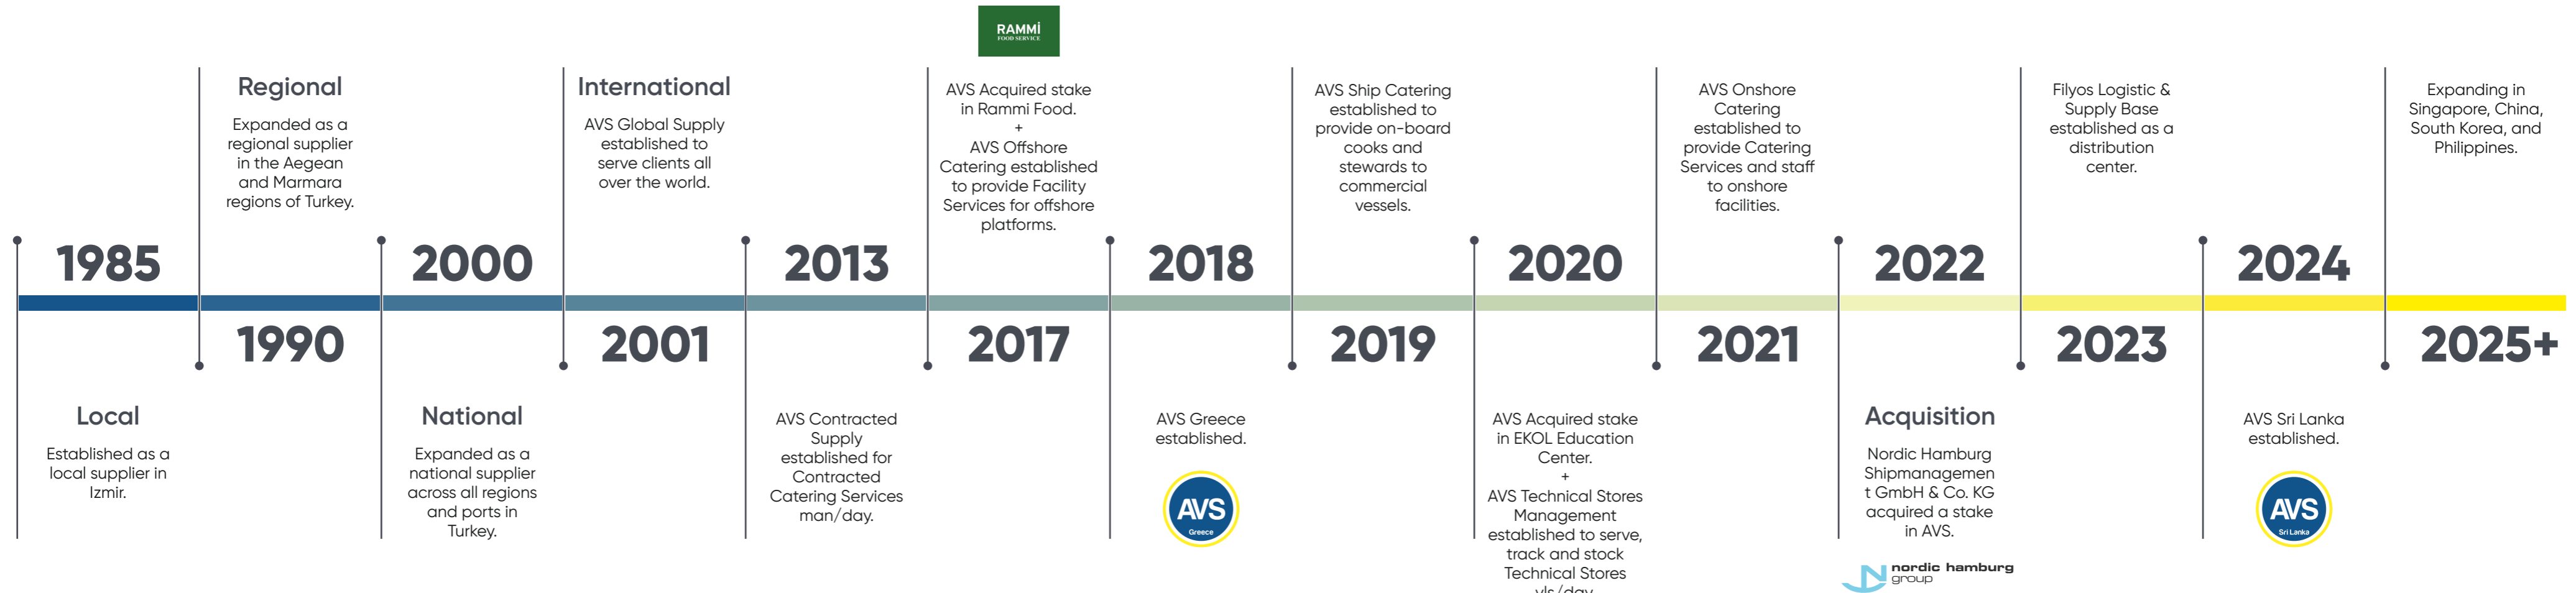 1985
Local
Established as a
local supplier in
Izmir.
Regional
Expanded as a
regional supplier
in the Aegean
and Marmara
regions of Turkey.
1990
2000
National
Expanded as a
national supplier
across all regions
and ports in
Turkey.
International
AVS Global Supply
established to
serve clients all
over the world.
2001
2013
AVS Contracted
Supply
established for
Contracted
Catering Services
man/day.
RAMMİ
FOOD SERVICE
AVS Acquired stake
in Rammi Food.
+
AVS Offshore
Catering established
to provide Facility
Services for offshore
platforms.
2017
2018
AVS Greece
established.
AVS
Greece
AVS Ship Catering
established to
provide on-board
cooks and
stewards to
commercial
vessels.
2019
2020
AVS Acquired stake
in EKOL Education
Center.
+
AVS Technical Stores
Management
established to serve,
track and stock
Technical Stores
vls/day
AVS Onshore
Catering
established to
provide Catering
Services and staff
to onshore
facilities.
2021
2022
Acquisition
Nordic Hamburg
Shipmanagemen
t GmbH & Co. KG
acquired a stake
in AVS.
nordic hamburg
group
Filyos Logistic &
Supply Base
established as a
distribution
center.
2023
2024
AVS Sri Lanka
established.
AVS
Sri Lanka
Expanding in
Singapore, China,
South Korea, and
Philippines.
2025+